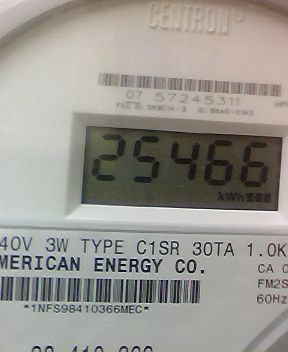 CENTRON®
07 57245311
25466
kWh
40V 3W TYPE C1SR 30TA 1.0K
MERICAN ENERGY CO.
CA 0
FM2S
60Hz
*1NFS98410366MEC*